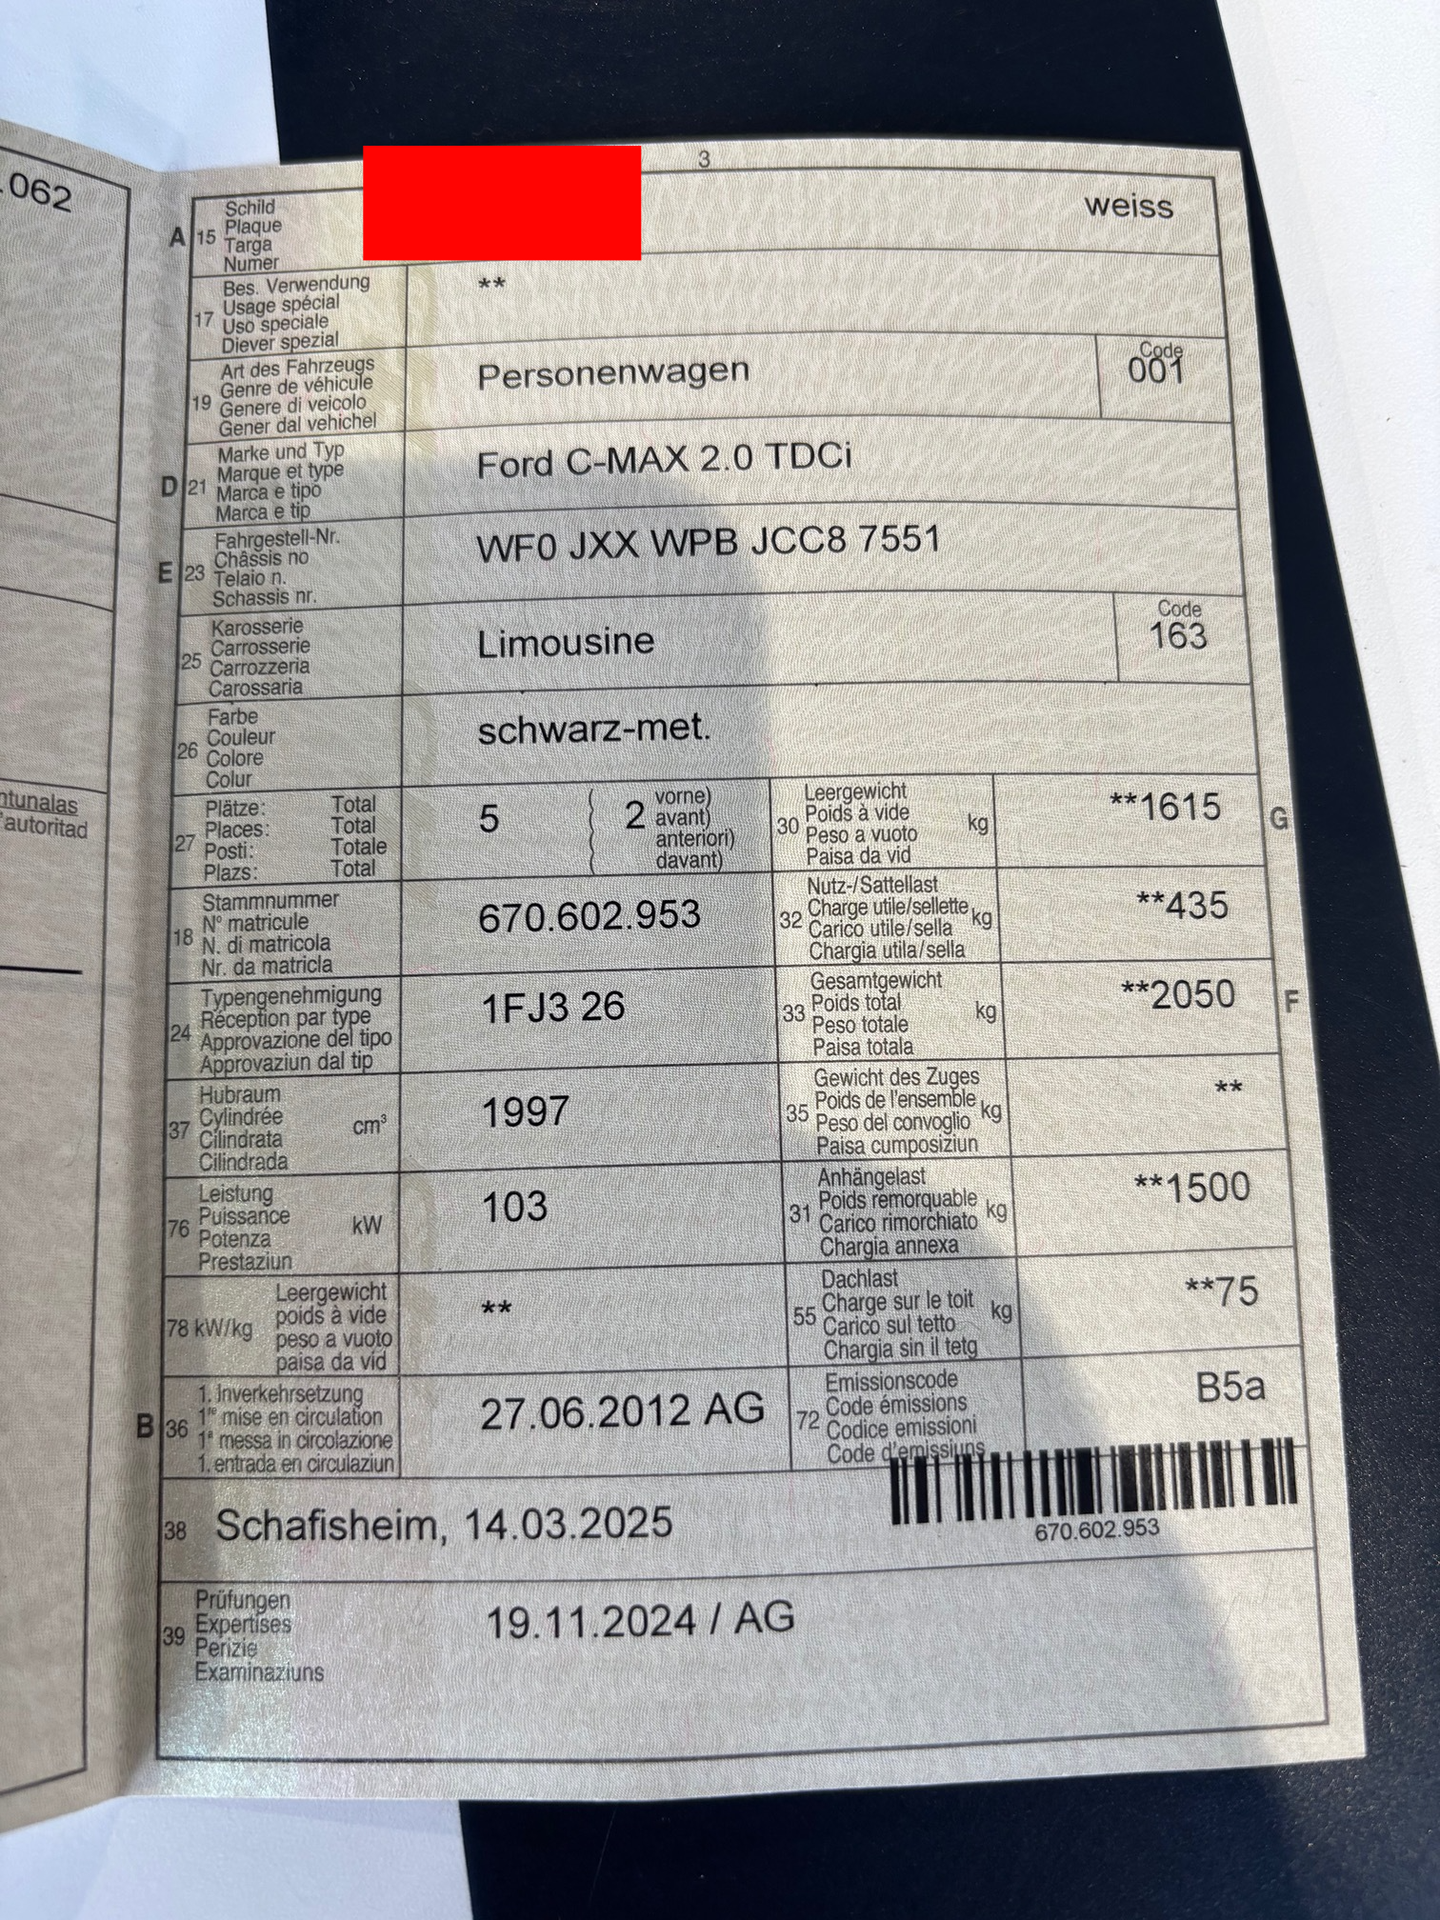 .062
ntunalas
'autoritad
3
A 15 Schild
Plaque
Targa
Numer
weiss
17 Bes. Verwendung
Usage spécial
Uso speciale
Diever spezial
**
19 Art des Fahrzeugs
Genre de véhicule
Genere di veicolo
Gener dal vehichel
Personenwagen
Code
001
D 21 Marke und Typ
Marque et type
Marca e tipo
Marca e tip
Ford C-MAX 2.0 TDCi
E 23 Fahrgestell-Nr.
Châssis no
Telaio n.
Schassis nr.
WF0 JXX WPB JCC8 7551
25 Karosserie
Carrosserie
Carrozzeria
Carossaria
Limousine
Code
163
26 Farbe
Couleur
Colore
Colur
schwarz-met.
27 Plätze: Total
Places: Total
Posti: Totale
Plazs: Total
5 ( 2 vorne)
( avant)
( anteriori)
( davant)
30 Leergewicht
Poids à vide kg
Peso a vuoto
Paisa da vid
**1615 G
18 Stammnummer
N° matricule
N. di matricola
Nr. da matricla
670.602.953
32 Nutz-/Sattellast
Charge utile/sellette kg
Carico utile/sella
Chargia utila/sella
**435
24 Typengenehmigung
Réception par type
Approvazione del tipo
Approvaziun dal tip
1FJ3 26
33 Gesamtgewicht
Poids total kg
Peso totale
Paisa totala
**2050 F
37 Hubraum
Cylindrée cm³
Cilindrata
Cilindrada
1997
35 Gewicht des Zuges
Poids de l'ensemble kg
Peso del convoglio
Paisa cumposiziun
**
76 Leistung
Puissance kW
Potenza
Prestaziun
103
31 Anhängelast
Poids remorquable kg
Carico rimorchiato
Chargia annexa
**1500
78 kW/kg Leergewicht
poids à vide
peso a vuoto
paisa da vid
**
55 Dachlast
Charge sur le toit kg
Carico sul tetto
Chargia sin il tetg
**75
B 36 1. Inverkehrsetzung
1re mise en circulation
1a messa in circolazione
1. entrada en circulaziun
27.06.2012 AG
72 Emissionscode
Code émissions
Codice emissioni
Code d'emissiuns
B5a
38 Schafisheim, 14.03.2025
670.602.953
39 Prüfungen
Expertises
Perizie
Examinaziuns
19.11.2024 / AG